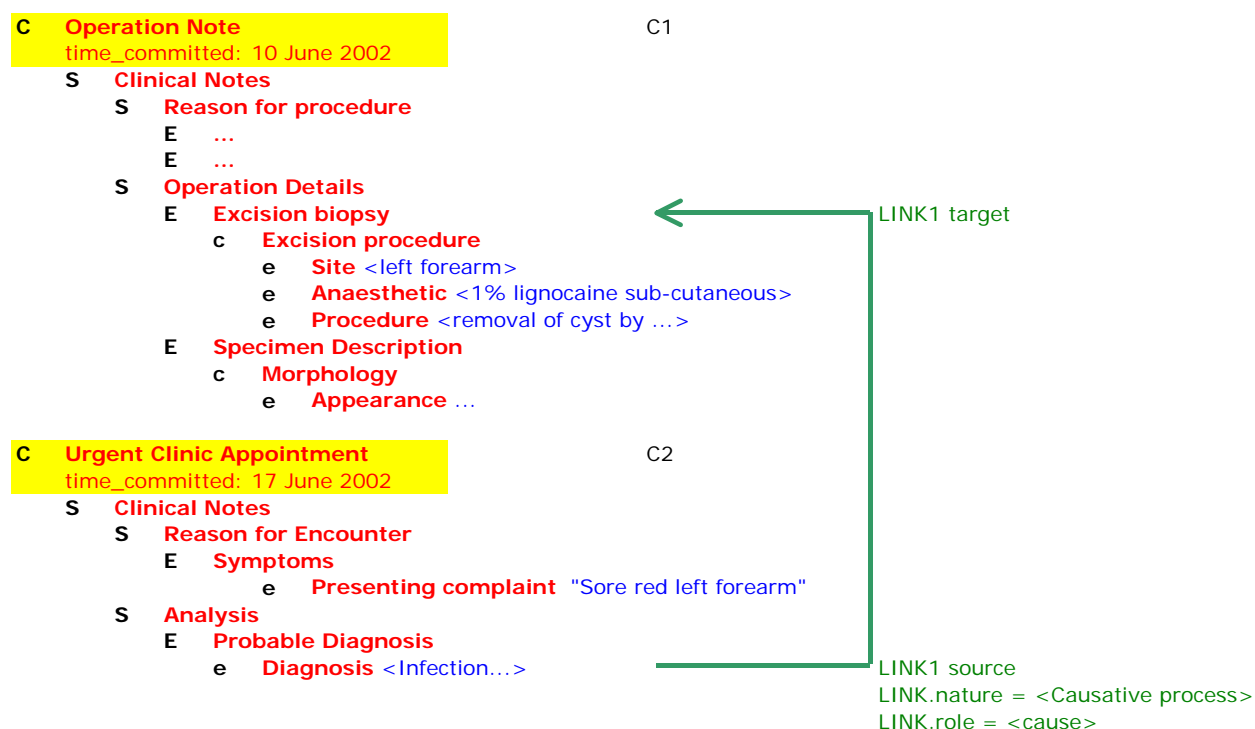 C Operation Note C1
time_committed: 10 June 2002
S Clinical Notes
S Reason for procedure
E ...
E ...
S Operation Details
E Excision biopsy LINK1 target
c Excision procedure
e Site <left forearm>
e Anaesthetic <1% lignocaine sub-cutaneous>
e Procedure <removal of cyst by ...>
E Specimen Description
c Morphology
e Appearance ...
C Urgent Clinic Appointment C2
time_committed: 17 June 2002
S Clinical Notes
S Reason for Encounter
E Symptoms
e Presenting complaint "Sore red left forearm"
S Analysis
E Probable Diagnosis
e Diagnosis <Infection...> LINK1 source
LINK.nature = <Causative process>
LINK.role = <cause>